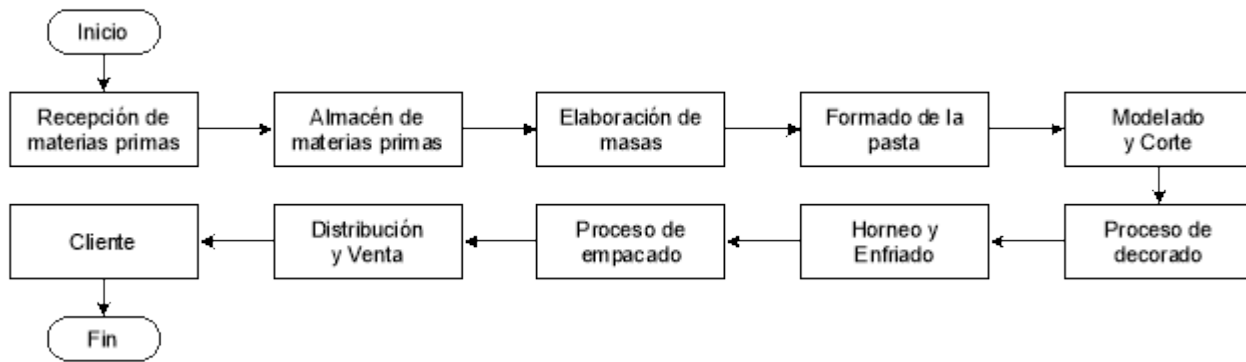 Inicio
Recepción de
materias primas
Almacén de
materias primas
Elaboración de
masas
Formado de la
pasta
Modelado
y Corte
Proceso de
decorado
Horneo y
Enfriado
Proceso de
empacado
Distribución
y Venta
Cliente
Fin